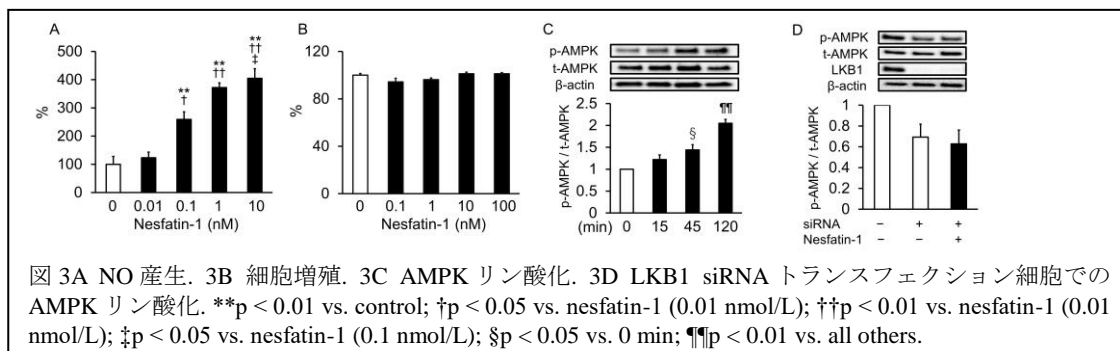 A
500
400
300
200
100
0
%
**
†
**
††
**
††
‡
0 0.01 0.1 1 10
Nesfatin-1 (nM)
B
120
80
40
0
%
0 0.1 1 10 100
Nesfatin-1 (nM)
C
p-AMPK
t-AMPK
β-actin
p-AMPK / t-AMPK
2.5
2
1.5
1
0.5
0
§
¶¶
(min) 0 15 45 120
D
p-AMPK
t-AMPK
LKB1
β-actin
p-AMPK / t-AMPK
1
0.8
0.6
0.4
0.2
0
siRNA − + +
Nesfatin-1 − − +
図 3A NO 産生. 3B 細胞増殖. 3C AMPK リン酸化. 3D LKB1 siRNA トランスフェクション細胞での
AMPK リン酸化. **p < 0.01 vs. control; †p < 0.05 vs. nesfatin-1 (0.01 nmol/L); ††p < 0.01 vs. nesfatin-1 (0.01
nmol/L); ‡p < 0.05 vs. nesfatin-1 (0.1 nmol/L); §p < 0.05 vs. 0 min; ¶¶p < 0.01 vs. all others.